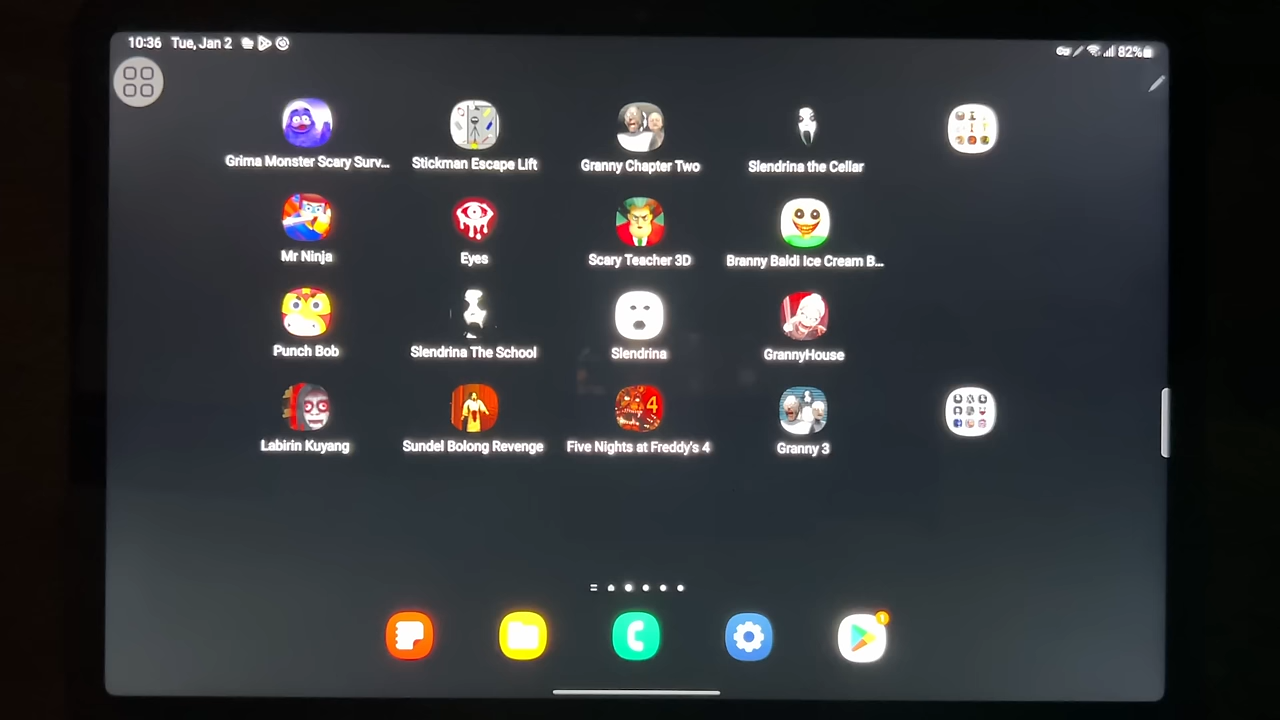 10:36 Tue, Jan 2
82%
Grima Monster Scary Surv...
Stickman Escape Lift
Granny Chapter Two
Slendrina the Cellar
Mr Ninja
Eyes
Scary Teacher 3D
Branny Baldi Ice Cream B...
Punch Bob
Slendrina The School
Slendrina
GrannyHouse
4
Labirin Kuyang
Sundel Bolong Revenge
Five Nights at Freddy's 4
Granny 3
1